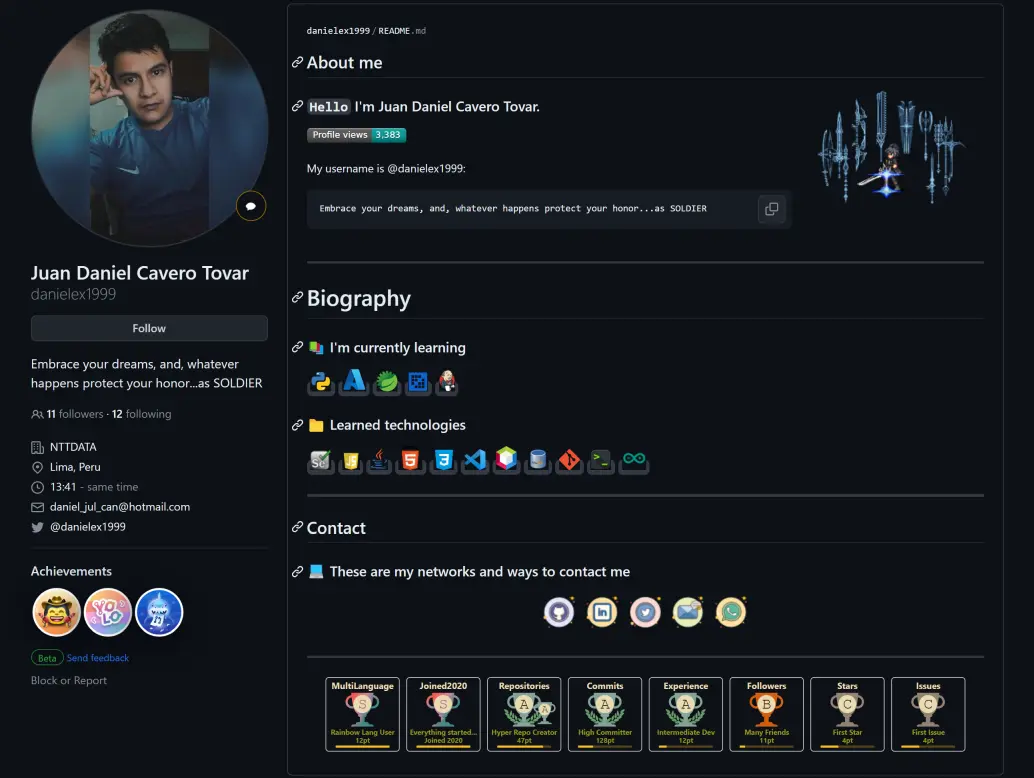 Juan Daniel Cavero Tovar
danielex1999
Follow
Embrace your dreams, and, whatever
happens protect your honor...as SOLDIER
11 followers · 12 following
NTTDATA
Lima, Peru
13:41 - same time
daniel_jul_can@hotmail.com
@danielex1999
Achievements
YOLO
Beta Send feedback
Block or Report
danielex1999/README.md
About me
Hello I'm Juan Daniel Cavero Tovar.
Profile views 3,383
My username is @danielex1999:
Embrace your dreams, and, whatever happens protect your honor...as SOLDIER
Biography
I'm currently learning
Learned technologies
Se JS 5 3 >_
Contact
These are my networks and ways to contact me
in
MultiLanguage
S
Rainbow Lang User
12pt
Joined2020
S
Everything started...
Joined 2020
Repositories
A A
Hyper Repo Creator
47pt
Commits
A
High Committer
128pt
Experience
A
Intermediate Dev
12pt
Followers
B
Many Friends
11pt
Stars
C
First Star
4pt
Issues
C
First Issue
4pt